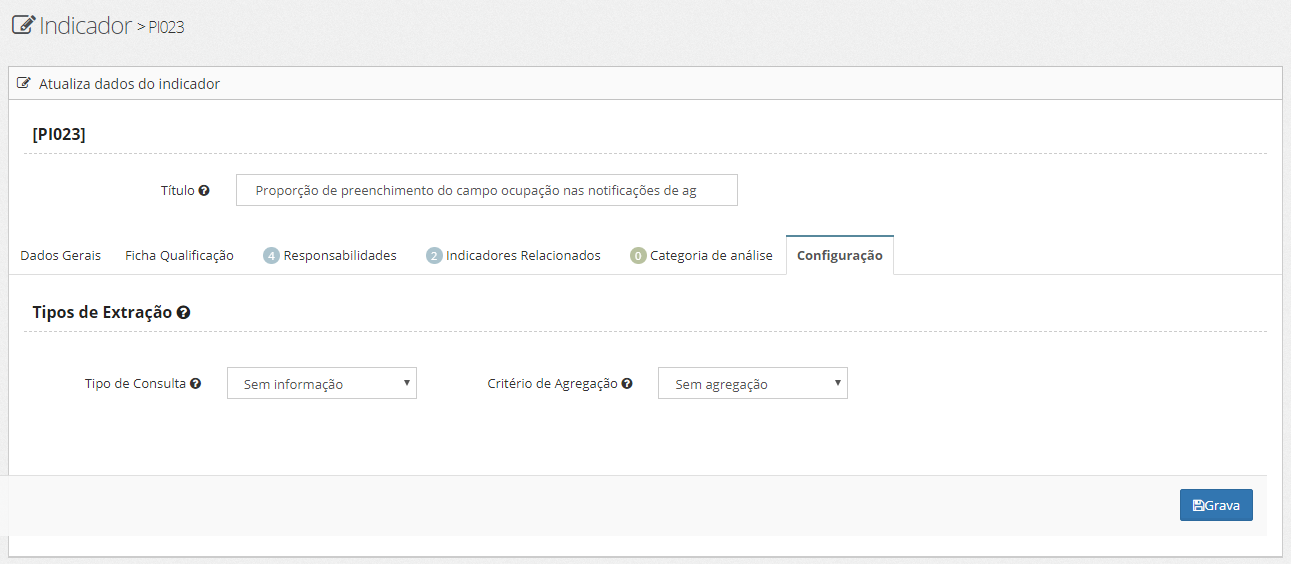 Indicador > PI023
Atualiza dados do indicador
[PI023]
Título
Proporção de preenchimento do campo ocupação nas notificações de ag
Dados Gerais Ficha Qualificação 4 Responsabilidades 2 Indicadores Relacionados 0 Categoria de análise Configuração
Tipos de Extração
Tipo de Consulta Sem informação Critério de Agregação Sem agregação
Grava